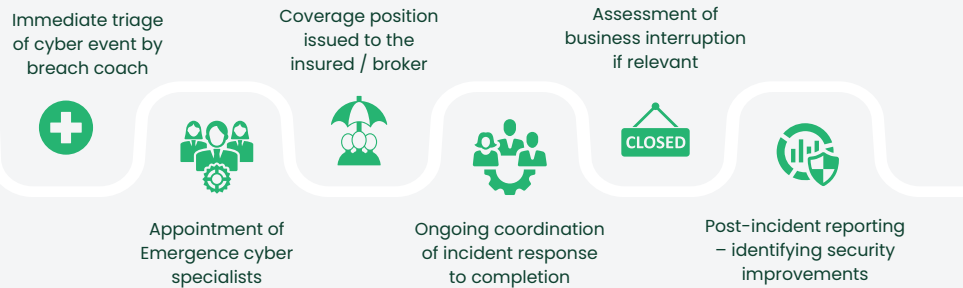 Immediate triage
of cyber event by
breach coach
Appointment of
Emergence cyber
specialists
Coverage position
issued to the
insured / broker
Ongoing coordination
of incident response
to completion
Assessment of
business interruption
if relevant
CLOSED
Post-incident reporting
– identifying security
improvements